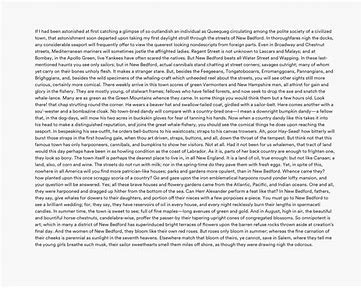 If I had been astonished at first catching a glimpse of so outlandish an individual as Queequeg circulating among the polite society of a civilized
town, that astonishment soon departed upon taking my first daylight stroll through the streets of New Bedford. In thoroughfares nigh the docks,
any considerable seaport will frequently offer to view the queerest looking nondescripts from foreign parts. Even in Broadway and Chestnut
streets, Mediterranean mariners will sometimes jostle the affrighted ladies. Regent Street is not unknown to Lascars and Malays; and at
Bombay, in the Apollo Green, live Yankees have often scared the natives. But New Bedford beats all Water Street and Wapping. In these last-
mentioned haunts you see only sailors; but in New Bedford, actual cannibals stand chatting at street corners; savages outright; many of whom
yet carry on their bones unholy flesh. It makes a stranger stare. But, besides the Feegeeans, Tongatobooarrs, Erromanggoans, Pannangians, and
Brighggians, and, besides the wild specimens of the whaling-craft which unheeded reel about the streets, you will see other sights still more
curious, certainly more comical. There weekly arrive in this town scores of green Vermonters and New Hampshire men, all athirst for gain and
glory in the fishery. They are mostly young, of stalwart frames; fellows who have felled forests, and now seek to drop the axe and snatch the
whale-lance. Many are as green as the Green Mountains whence they came. In some things you would think them but a few hours old. Look
there! that chap strutting round the corner. He wears a beaver hat and swallow-tailed coat, girdled with a sailor-belt. Here comes another with a
sou'-wester and a bombazine cloak. No town-bred dandy will compare with a country-bred one—I mean a downright bumpkin dandy—a fellow
that, in the dog-days, will mow his two acres in buckskin gloves for fear of tanning his hands. Now when a country dandy like this takes it into
his head to make a distinguished reputation, and joins the great whale-fishery, you should see the comical things he does upon reaching the
seaport. In bespeaking his sea-outfit, he orders bell-buttons to his waistcoats; straps to his canvas trowsers. Ah, poor Hay-Seed! how bitterly will
burst those straps in the first howling gale, when thou art driven, straps, buttons, and all, down the throat of the tempest. But think not that this
famous town has only harpooneers, cannibals, and bumpkins to show her visitors. Not at all. Had it not been for us whalemen, that tract of land
would this day perhaps have been in as howling condition as the coast of Labrador. As it is, parts of her back country are enough to frighten one,
they look so bony. The town itself is perhaps the dearest place to live in, in all New England. It is a land of oil, true enough: but not like Canaan; a
land, also, of corn and wine. The streets do not run with milk; nor in the spring-time do they pave them with fresh eggs. Yet, in spite of this,
nowhere in all America will you find more patrician-like houses; parks and gardens more opulent, than in New Bedford. Whence came they?
how planted upon this once scraggy scoria of a country? Go and gaze upon the iron emblematical harpoons round yonder lofty mansion, and
your question will be answered. Yes; all these brave houses and flowery gardens came from the Atlantic, Pacific, and Indian oceans. One and all,
they were harpooned and dragged up hither from the bottom of the sea. Can Herr Alexander perform a feat like that? In New Bedford, fathers,
they say, give whales for dowers to their daughters, and portion off their nieces with a few porpoises a-piece. You must go to New Bedford to
see a brilliant wedding; for, they say, they have reservoirs of oil in every house, and every night recklessly burn their lengths in spermaceti
candles. In summer time, the town is sweet to see; full of fine maples—long avenues of green and gold. And in August, high in air, the beautiful
and bountiful horse-chestnuts, candelabra-wise, proffer the passer-by their tapering upright cones of congregated blossoms. So omnipotent is
art; which in many a district of New Bedford has superinduced bright terraces of flowers upon the barren refuse rocks thrown aside at creation's
final day. And the women of New Bedford, they bloom like their own red roses. But roses only bloom in summer; whereas the fine carnation of
their cheeks is perennial as sunlight in the seventh heavens. Elsewhere match that bloom of theirs, ye cannot, save in Salem, where they tell me
the young girls breathe such musk, their sailor sweethearts smell them miles off shore, as though they were drawing nigh the odorous